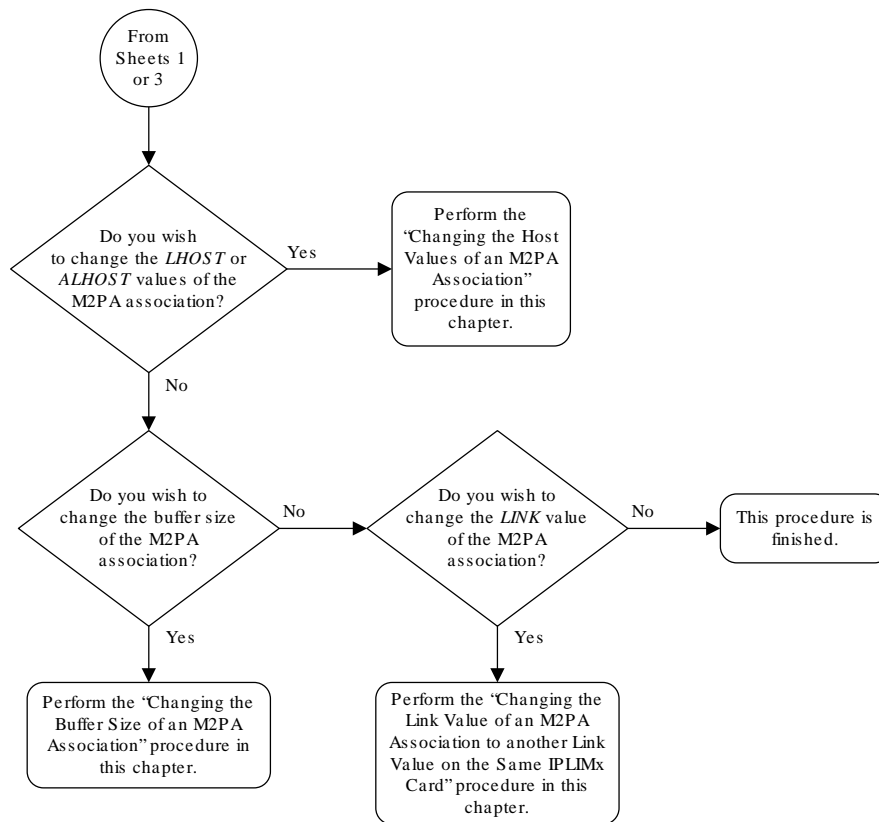 From
Sheets 1
or 3
Do you wish
to change the LHOST or
ALHOST values of the
M2PA association?
Yes
Perform the
“Changing the Host
Values of an M2PA
Association”
procedure in this
chapter.
No
Do you wish to
change the buffer size
of the M2PA
association?
No
Do you wish to
change the LINK value
of the M2PA
association?
No
This procedure is
finished.
Yes
Perform the “Changing the
Buffer Size of an M2PA
Association” procedure in
this chapter.
Yes
Perform the “Changing the
Link Value of an M2PA
Association to another Link
Value on the Same IPLIMx
Card” procedure in this
chapter.